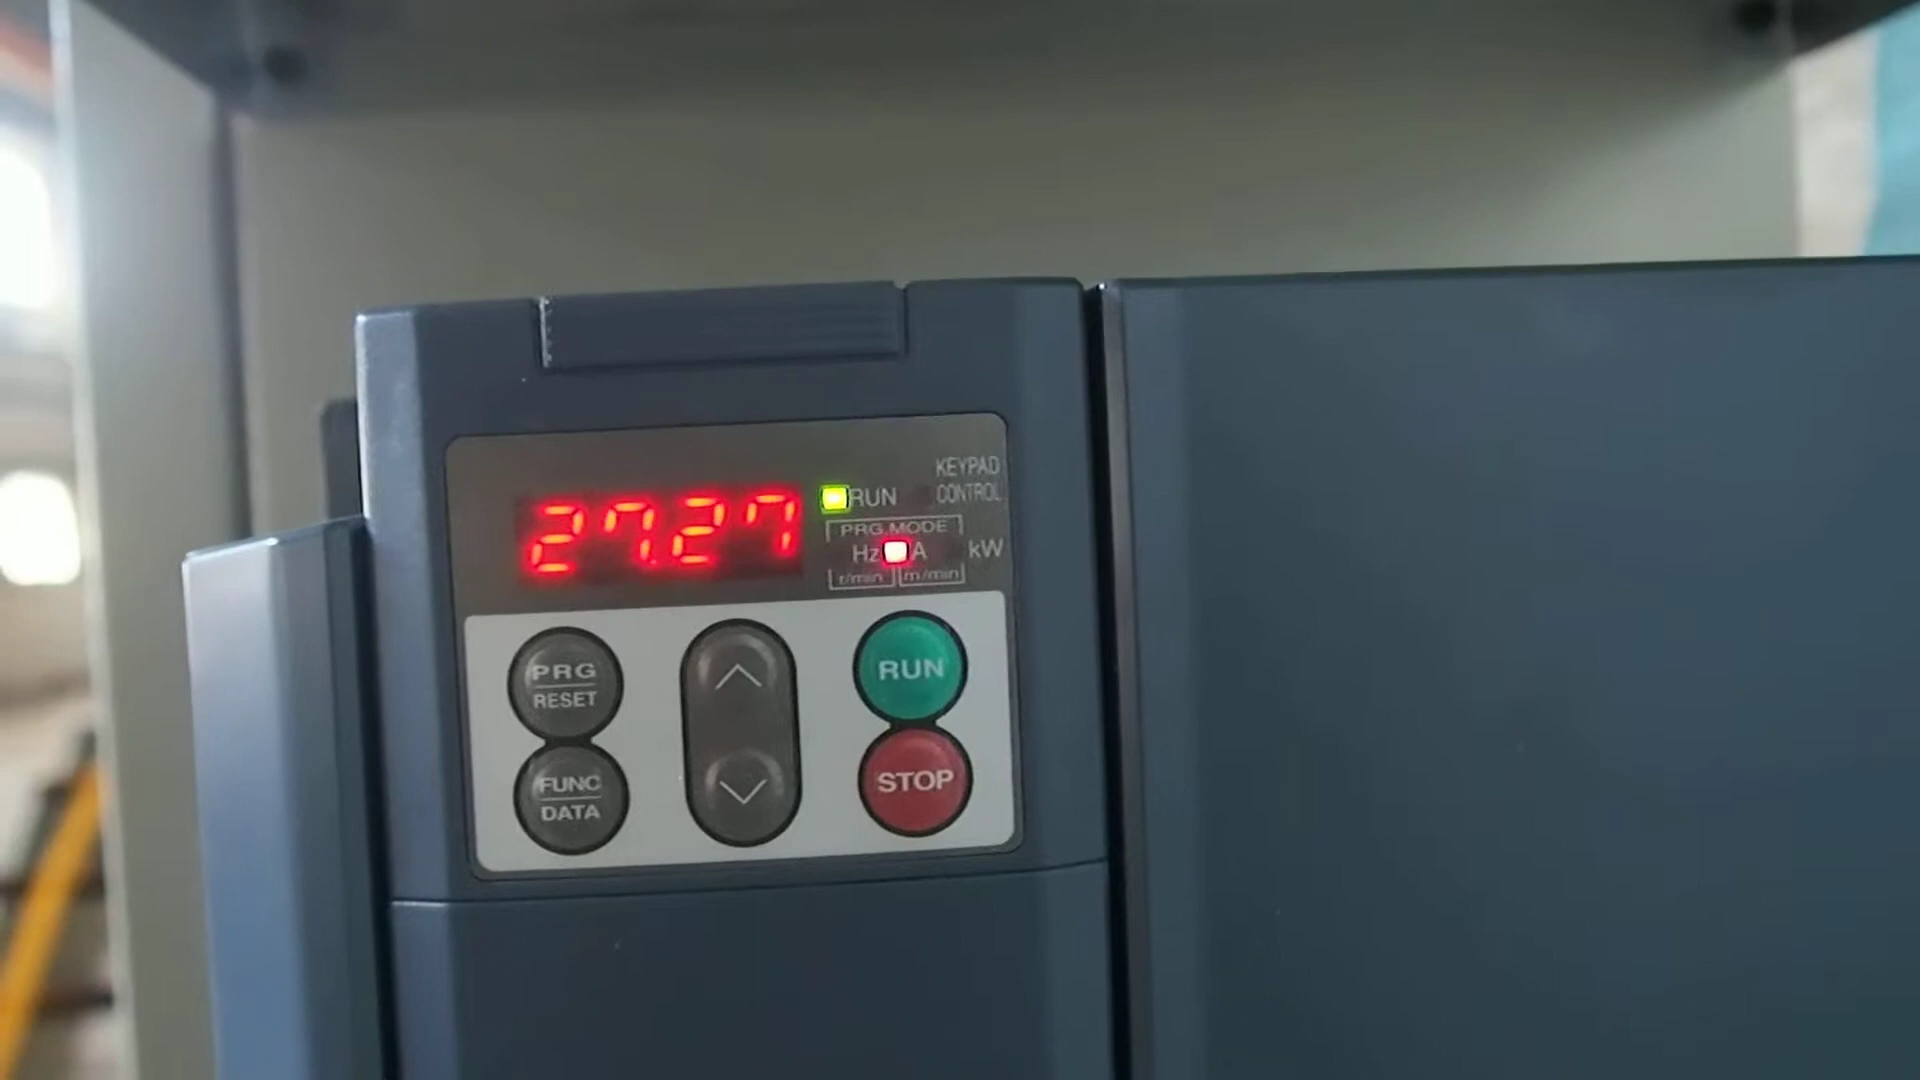 27.27
RUN
KEYPAD
CONTROL
PRG.MODE
Hz A kW
r/min m/min
PRG
RESET
RUN
FUNC
DATA
STOP